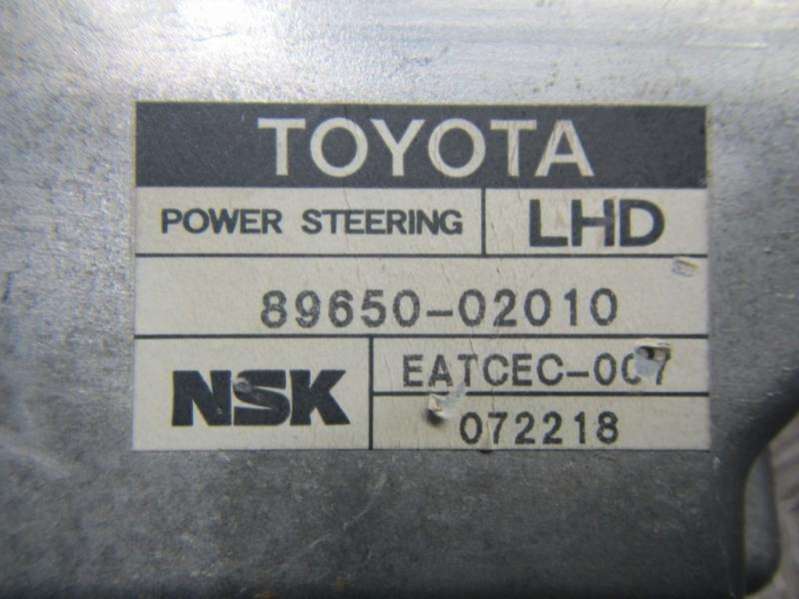 TOYOTA
POWER STEERING LHD
89650-02010
NSK EATCEC-007
072218